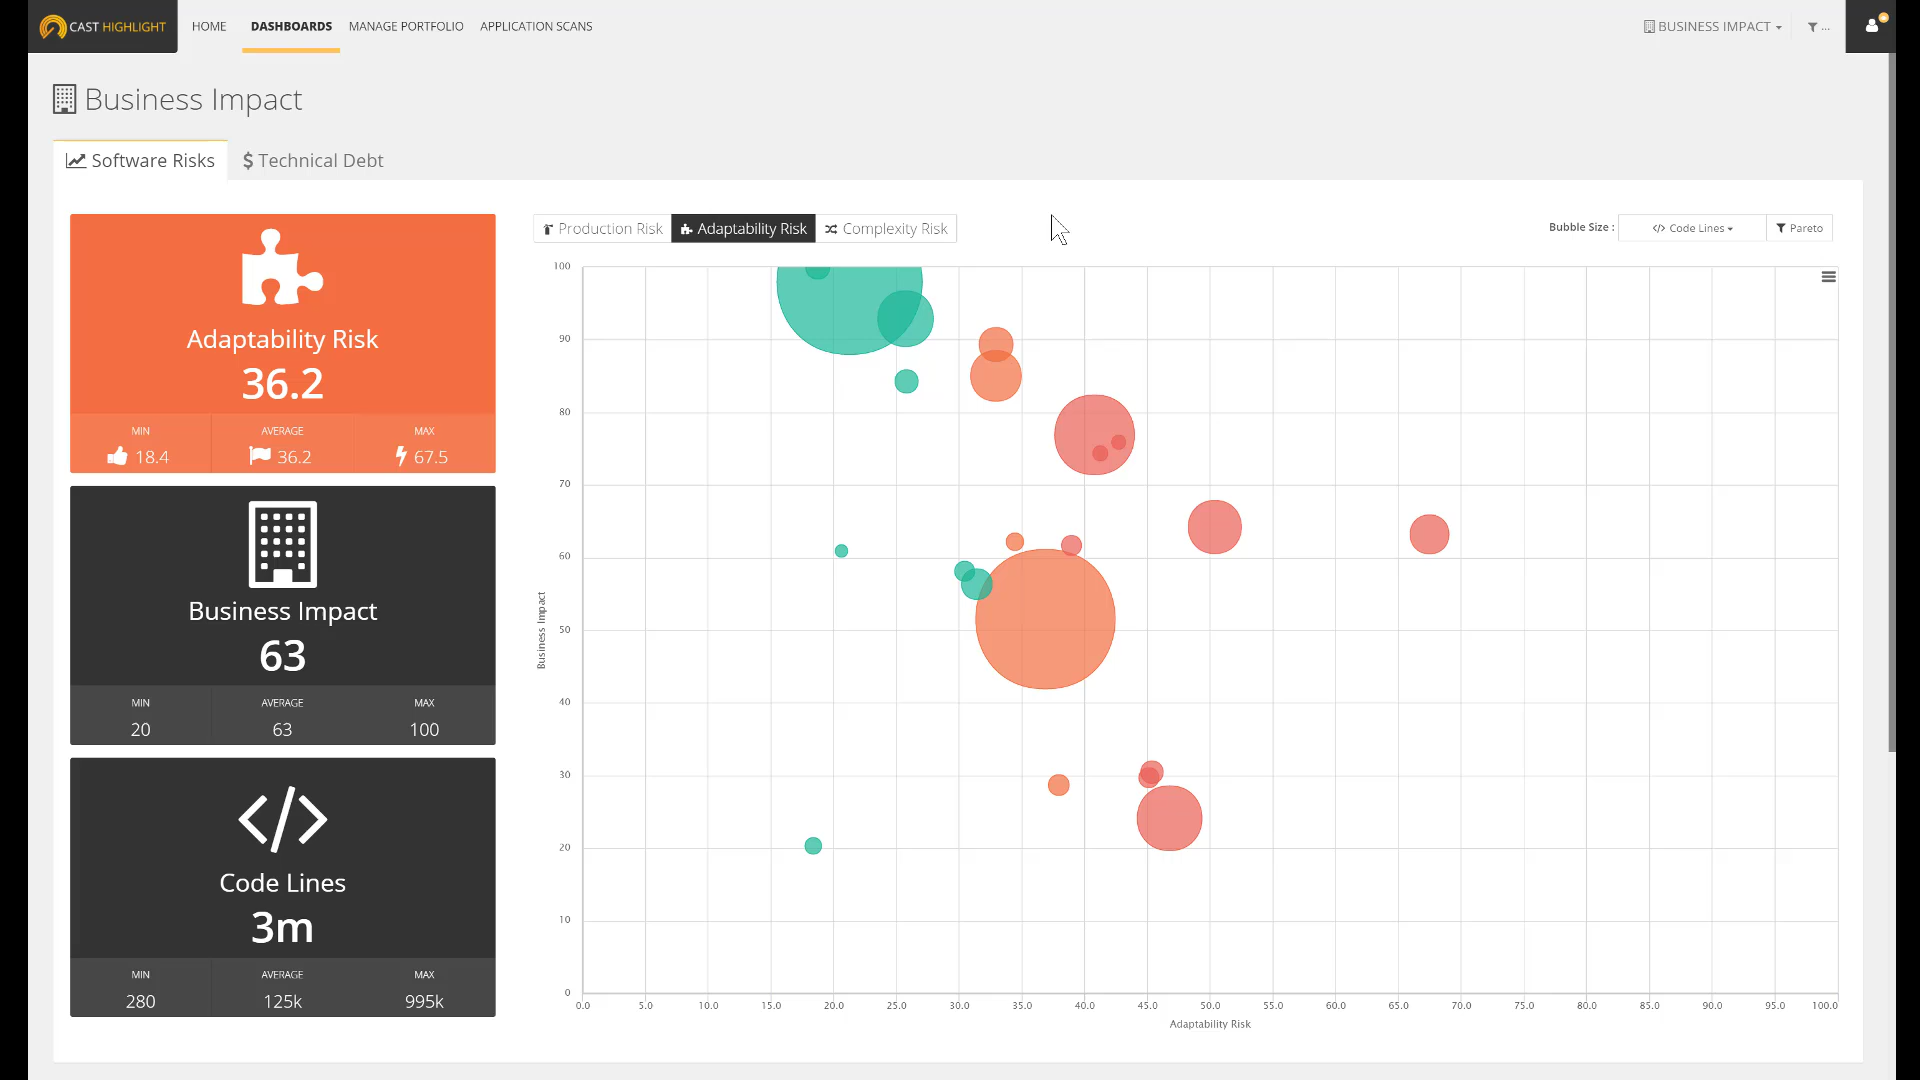 CAST HIGHLIGHT
HOME
DASHBOARDS
MANAGE PORTFOLIO
APPLICATION SCANS
BUSINESS IMPACT
...
Business Impact
Software Risks
$ Technical Debt
Adaptability Risk
36.2
MIN AVERAGE MAX
18.4 36.2 67.5
Business Impact
63
MIN AVERAGE MAX
20 63 100
</>
Code Lines
3m
MIN AVERAGE MAX
280 125k 995k
Production Risk
Adaptability Risk
Complexity Risk
Bubble Size :
</> Code Lines
Pareto
100
90
80
70
60
50
40
30
20
10
0
Business Impact
0.0 5.0 10.0 15.0 20.0 25.0 30.0 35.0 40.0 45.0 50.0 55.0 60.0 65.0 70.0 75.0 80.0 85.0 90.0 95.0 100.0
Adaptability Risk